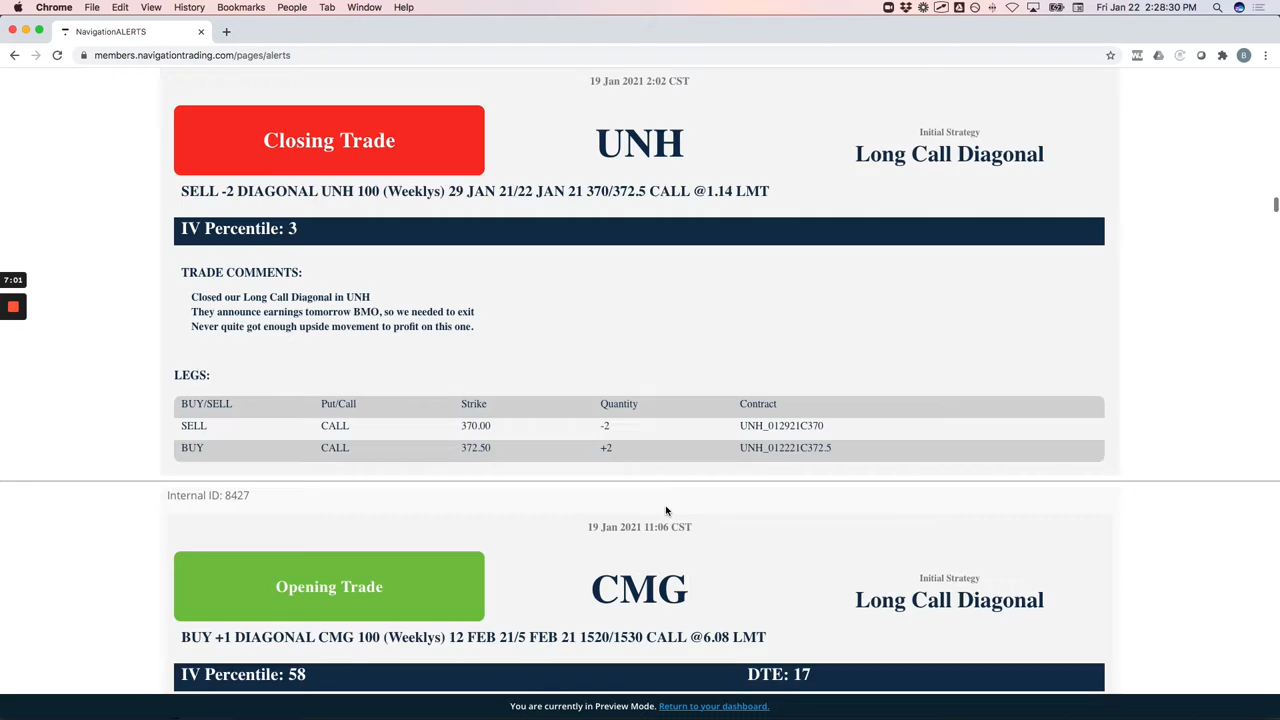 Chrome File Edit View History Bookmarks People Tab Window Help Fri Jan 22 2:28:30 PM
NavigationALERTS
members.navigationtrading.com/pages/alerts
B
19 Jan 2021 2:02 CST
Closing Trade
UNH
Initial Strategy
Long Call Diagonal
SELL -2 DIAGONAL UNH 100 (Weeklys) 29 JAN 21/22 JAN 21 370/372.5 CALL @1.14 LMT
IV Percentile: 3
7:01
TRADE COMMENTS:
Closed our Long Call Diagonal in UNH
They announce earnings tomorrow BMO, so we needed to exit
Never quite got enough upside movement to profit on this one.
LEGS:
BUY/SELL Put/Call Strike Quantity Contract
SELL CALL 370.00 -2 UNH_012921C370
BUY CALL 372.50 +2 UNH_012221C372.5
Internal ID: 8427
19 Jan 2021 11:06 CST
Opening Trade
CMG
Initial Strategy
Long Call Diagonal
BUY +1 DIAGONAL CMG 100 (Weeklys) 12 FEB 21/5 FEB 21 1520/1530 CALL @6.08 LMT
IV Percentile: 58 DTE: 17
You are currently in Preview Mode. Return to your dashboard.